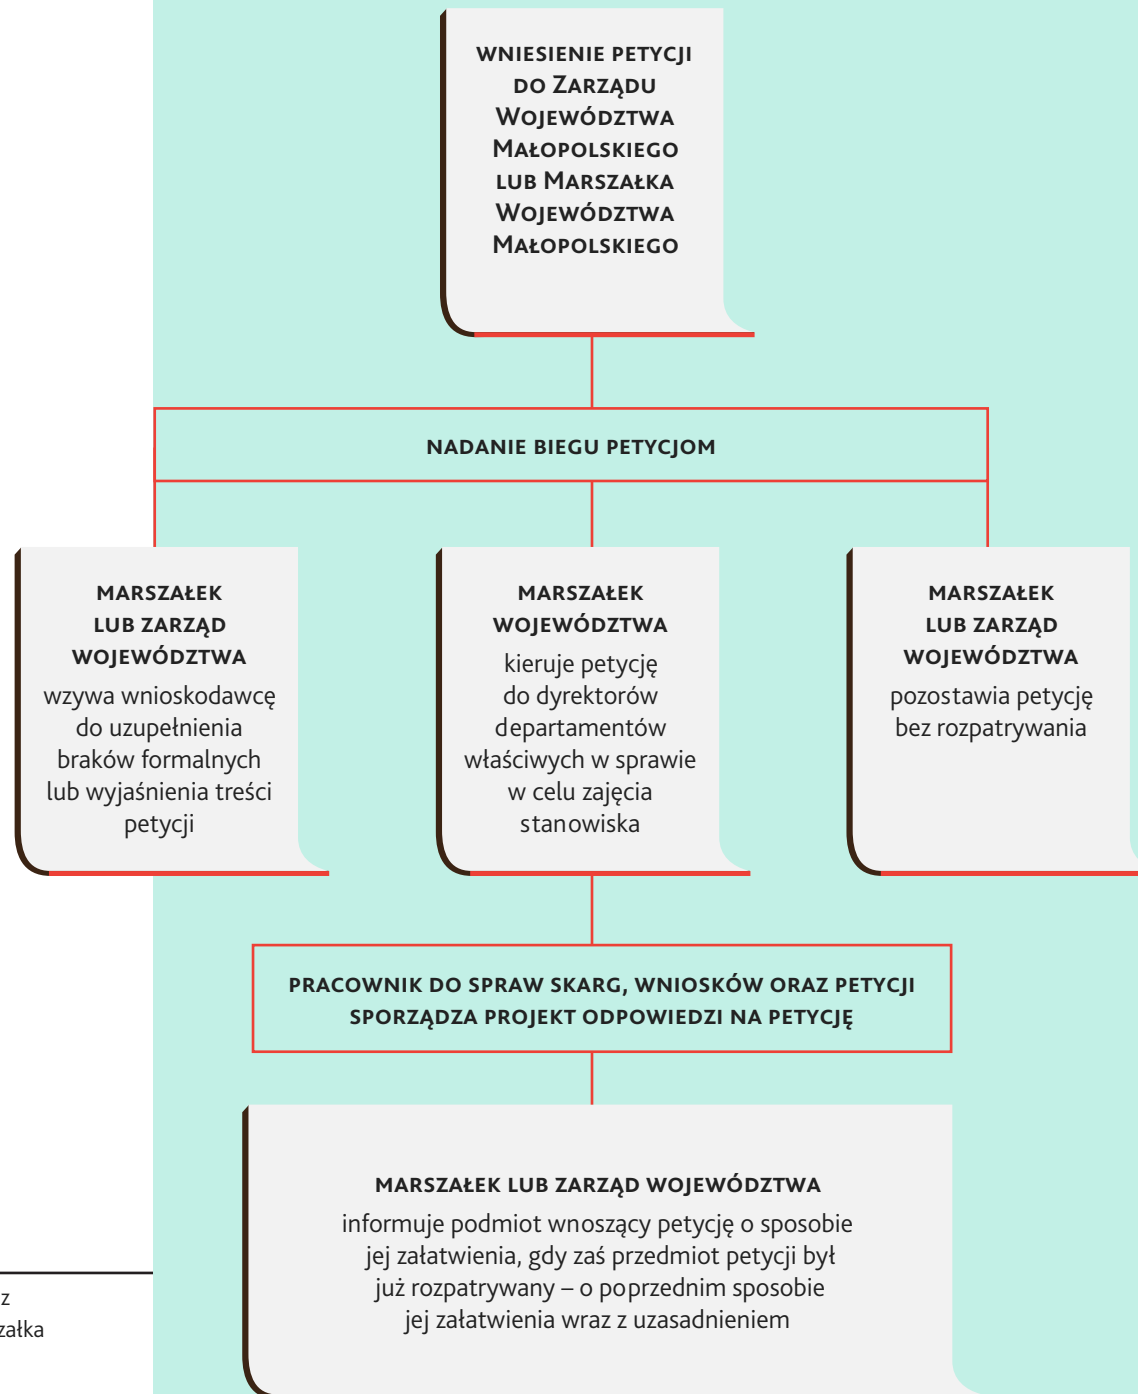 WNIESIENIE PETYCJI
DO ZARZĄDU
WOJEWÓDZTWA
MAŁOPOLSKIEGO
LUB MARSZAŁKA
WOJEWÓDZTWA
MAŁOPOLSKIEGO
NADANIE BIEGU PETYCJOM
MARSZAŁEK
LUB ZARZĄD
WOJEWÓDZTWA
wzywa wnioskodawcę
do uzupełnienia
braków formalnych
lub wyjaśnienia treści
petycji
MARSZAŁEK
WOJEWÓDZTWA
kieruje petycję
do dyrektorów
departamentów
właściwych w sprawie
w celu zajęcia
stanowiska
MARSZAŁEK
LUB ZARZĄD
WOJEWÓDZTWA
pozostawia petycję
bez rozpatrywania
PRACOWNIK DO SPRAW SKARG, WNIOSKÓW ORAZ PETYCJI
SPORZĄDZA PROJEKT ODPOWIEDZI NA PETYCJĘ
MARSZAŁEK LUB ZARZĄD WOJEWÓDZTWA
informuje podmiot wnoszący petycję o sposobie
jej załatwienia, gdy zaś przedmiot petycji był
już rozpatrywany – o poprzednim sposobie
jej załatwienia wraz z uzasadnieniem
z
załka